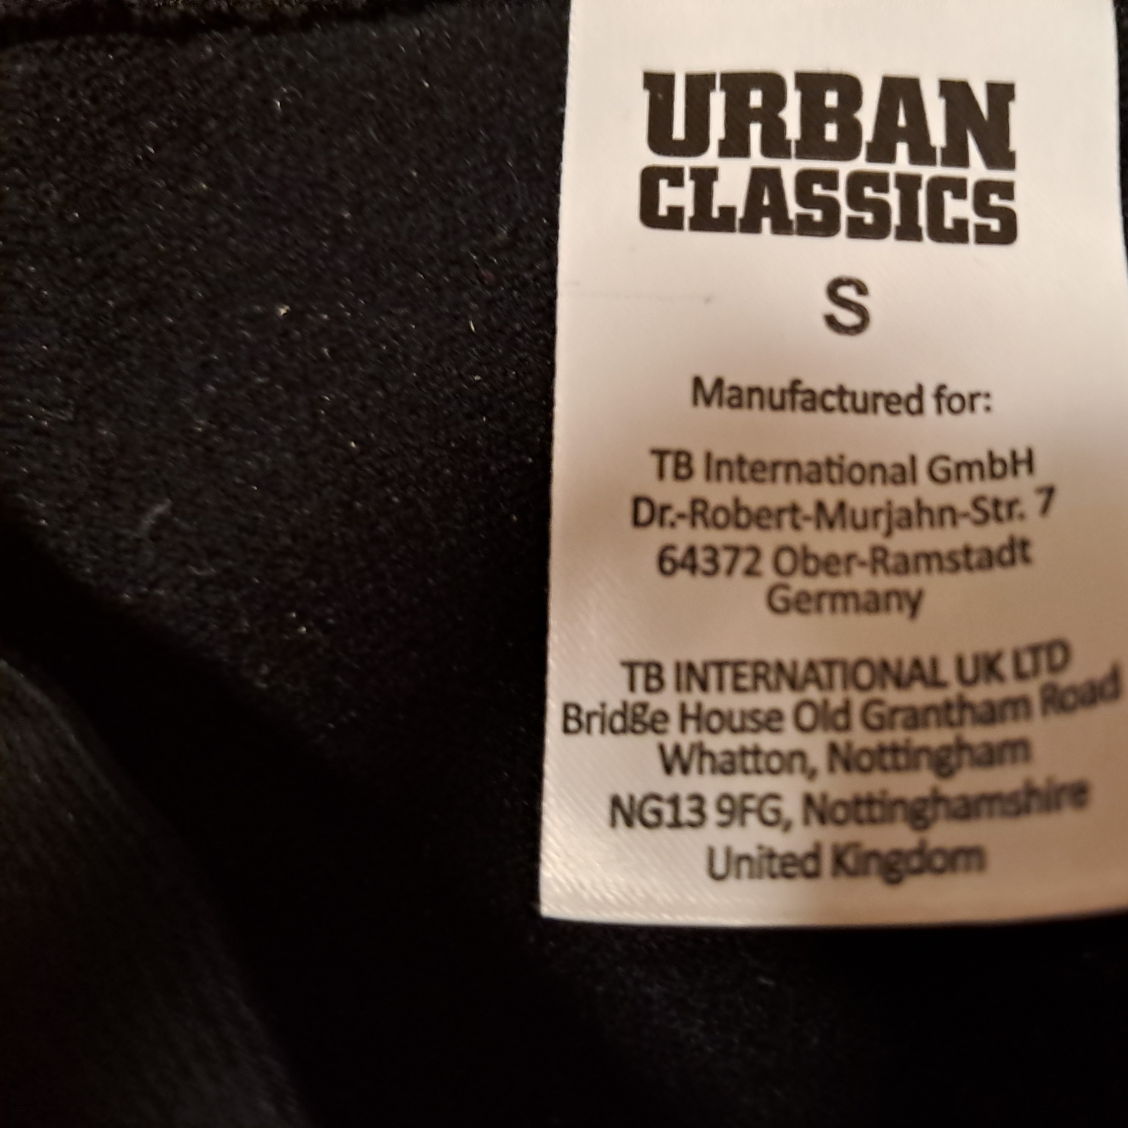 URBAN
CLASSICS
S
Manufactured for:
TB International GmbH
Dr.-Robert-Murjahn-Str. 7
64372 Ober-Ramstadt
Germany
TB INTERNATIONAL UK LTD
Bridge House Old Grantham Road
Whatton, Nottingham
NG13 9FG, Nottinghamshire
United Kingdom